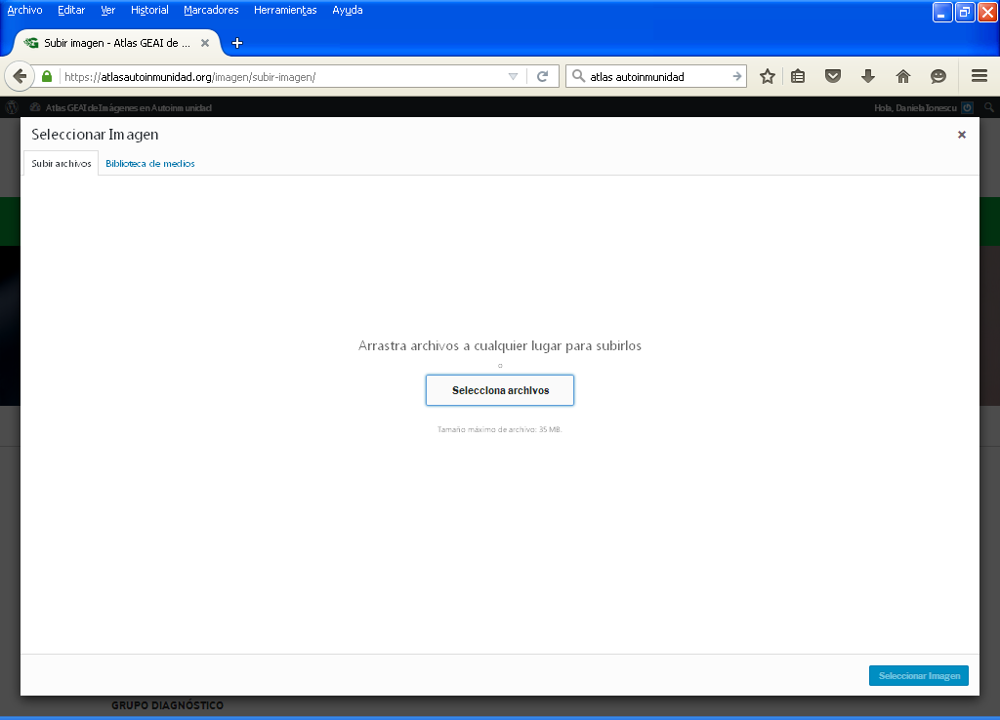 Archivo Editar Ver Historial Marcadores Herramientas Ayuda
Subir imagen - Atlas GEAI de ...
https://atlasautoinmunidad.org/imagen/subir-imagen/
atlas autoinmunidad
Atlas GEAI de Imágenes en Autoinmunidad
Hola, Daniela Ionescu
Seleccionar Imagen
Subir archivos
Biblioteca de medios
Arrastra archivos a cualquier lugar para subirlos
o
Selecciona archivos
Tamaño máximo de archivo: 35 MB.
Seleccionar Imagen
GRUPO DIAGNÓSTICO